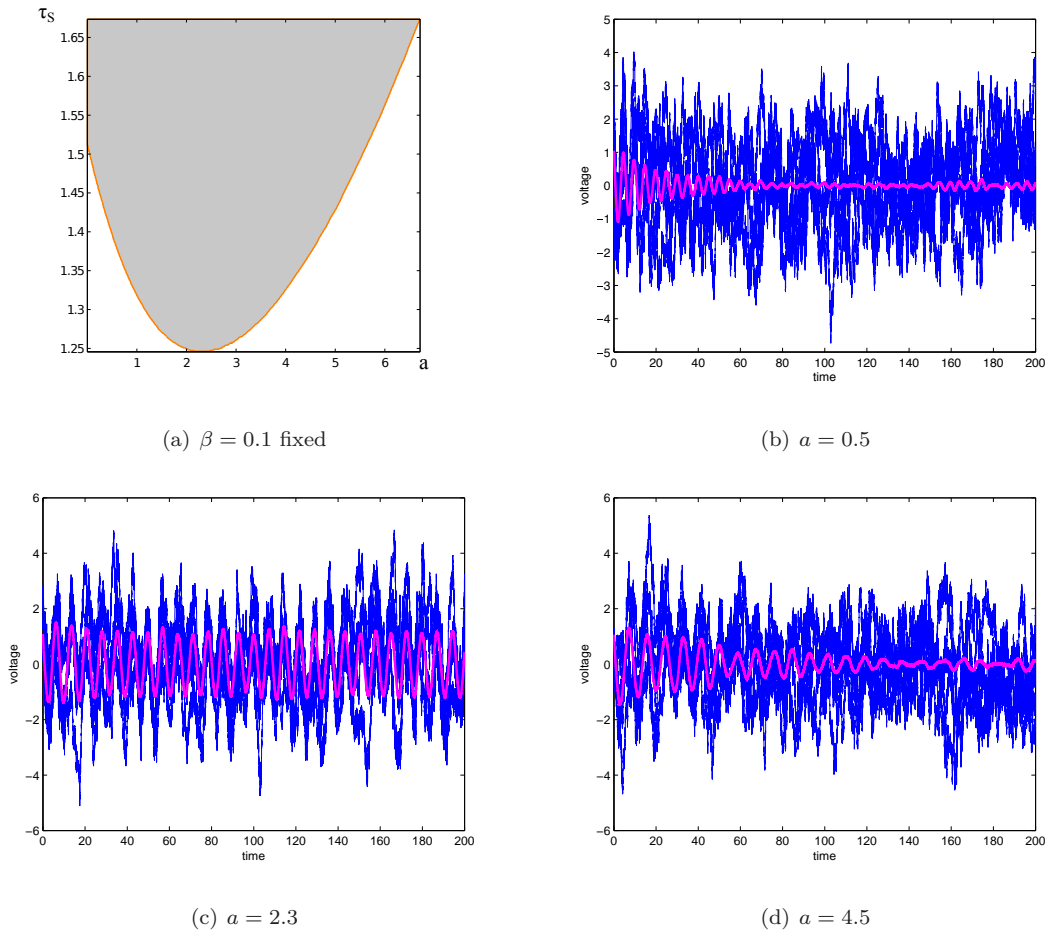 τS
1.65
1.6
1.55
1.5
1.45
1.4
1.35
1.3
1.25
1 2 3 4 5 6 a
5
4
3
2
1
0
−1
−2
−3
−4
−5
voltage
0 20 40 60 80 100 120 140 160 180 200
time
(a) β = 0.1 fixed
(b) a = 0.5
6
4
2
0
−2
−4
−6
voltage
0 20 40 60 80 100 120 140 160 180 200
time
6
4
2
0
−2
−4
−6
voltage
0 20 40 60 80 100 120 140 160 180 200
time
(c) a = 2.3
(d) a = 4.5